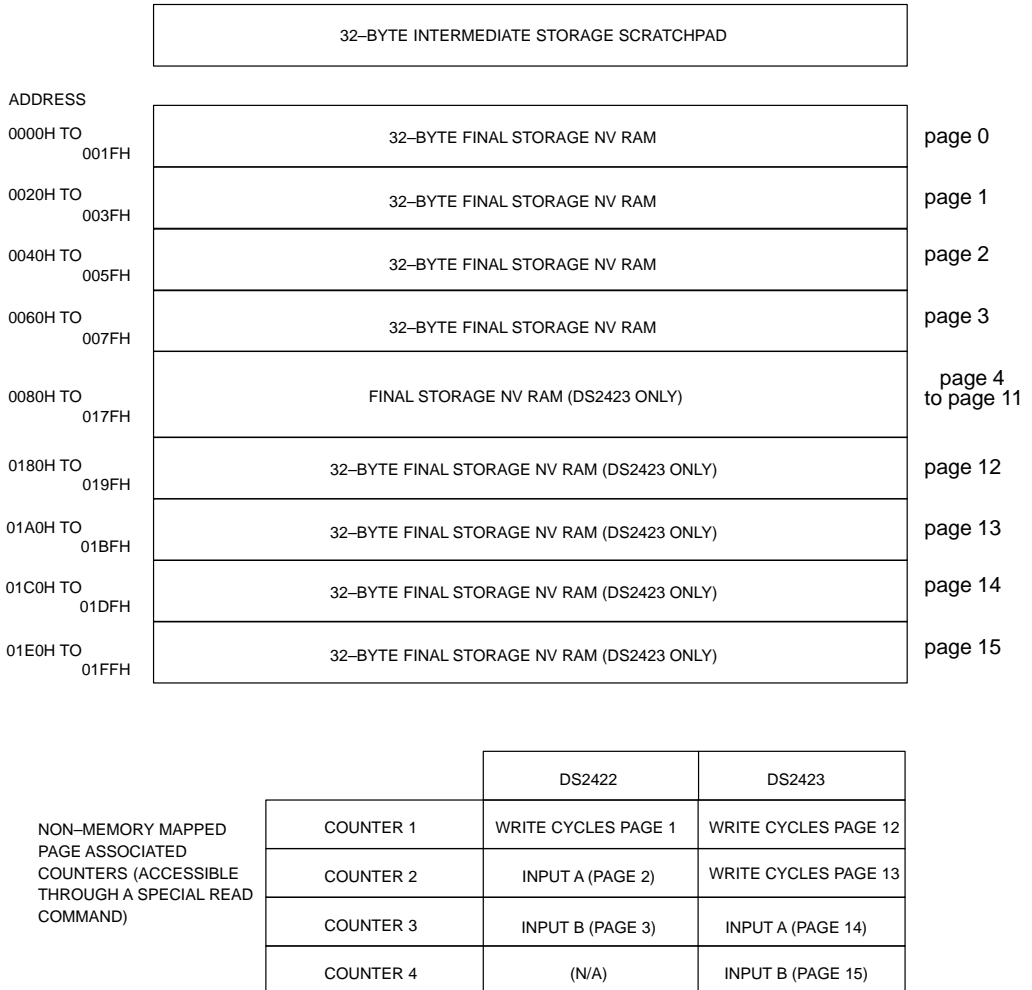 32–BYTE INTERMEDIATE STORAGE SCRATCHPAD
ADDRESS
0000H TO
001FH
32–BYTE FINAL STORAGE NV RAM
page 0
0020H TO
003FH
32–BYTE FINAL STORAGE NV RAM
page 1
0040H TO
005FH
32–BYTE FINAL STORAGE NV RAM
page 2
0060H TO
007FH
32–BYTE FINAL STORAGE NV RAM
page 3
0080H TO
017FH
FINAL STORAGE NV RAM (DS2423 ONLY)
page 4
to page 11
0180H TO
019FH
32–BYTE FINAL STORAGE NV RAM (DS2423 ONLY)
page 12
01A0H TO
01BFH
32–BYTE FINAL STORAGE NV RAM (DS2423 ONLY)
page 13
01C0H TO
01DFH
32–BYTE FINAL STORAGE NV RAM (DS2423 ONLY)
page 14
01E0H TO
01FFH
32–BYTE FINAL STORAGE NV RAM (DS2423 ONLY)
page 15
DS2422 DS2423
NON–MEMORY MAPPED
PAGE ASSOCIATED
COUNTERS (ACCESSIBLE
THROUGH A SPECIAL READ
COMMAND)
COUNTER 1 WRITE CYCLES PAGE 1 WRITE CYCLES PAGE 12
COUNTER 2 INPUT A (PAGE 2) WRITE CYCLES PAGE 13
COUNTER 3 INPUT B (PAGE 3) INPUT A (PAGE 14)
COUNTER 4 (N/A) INPUT B (PAGE 15)